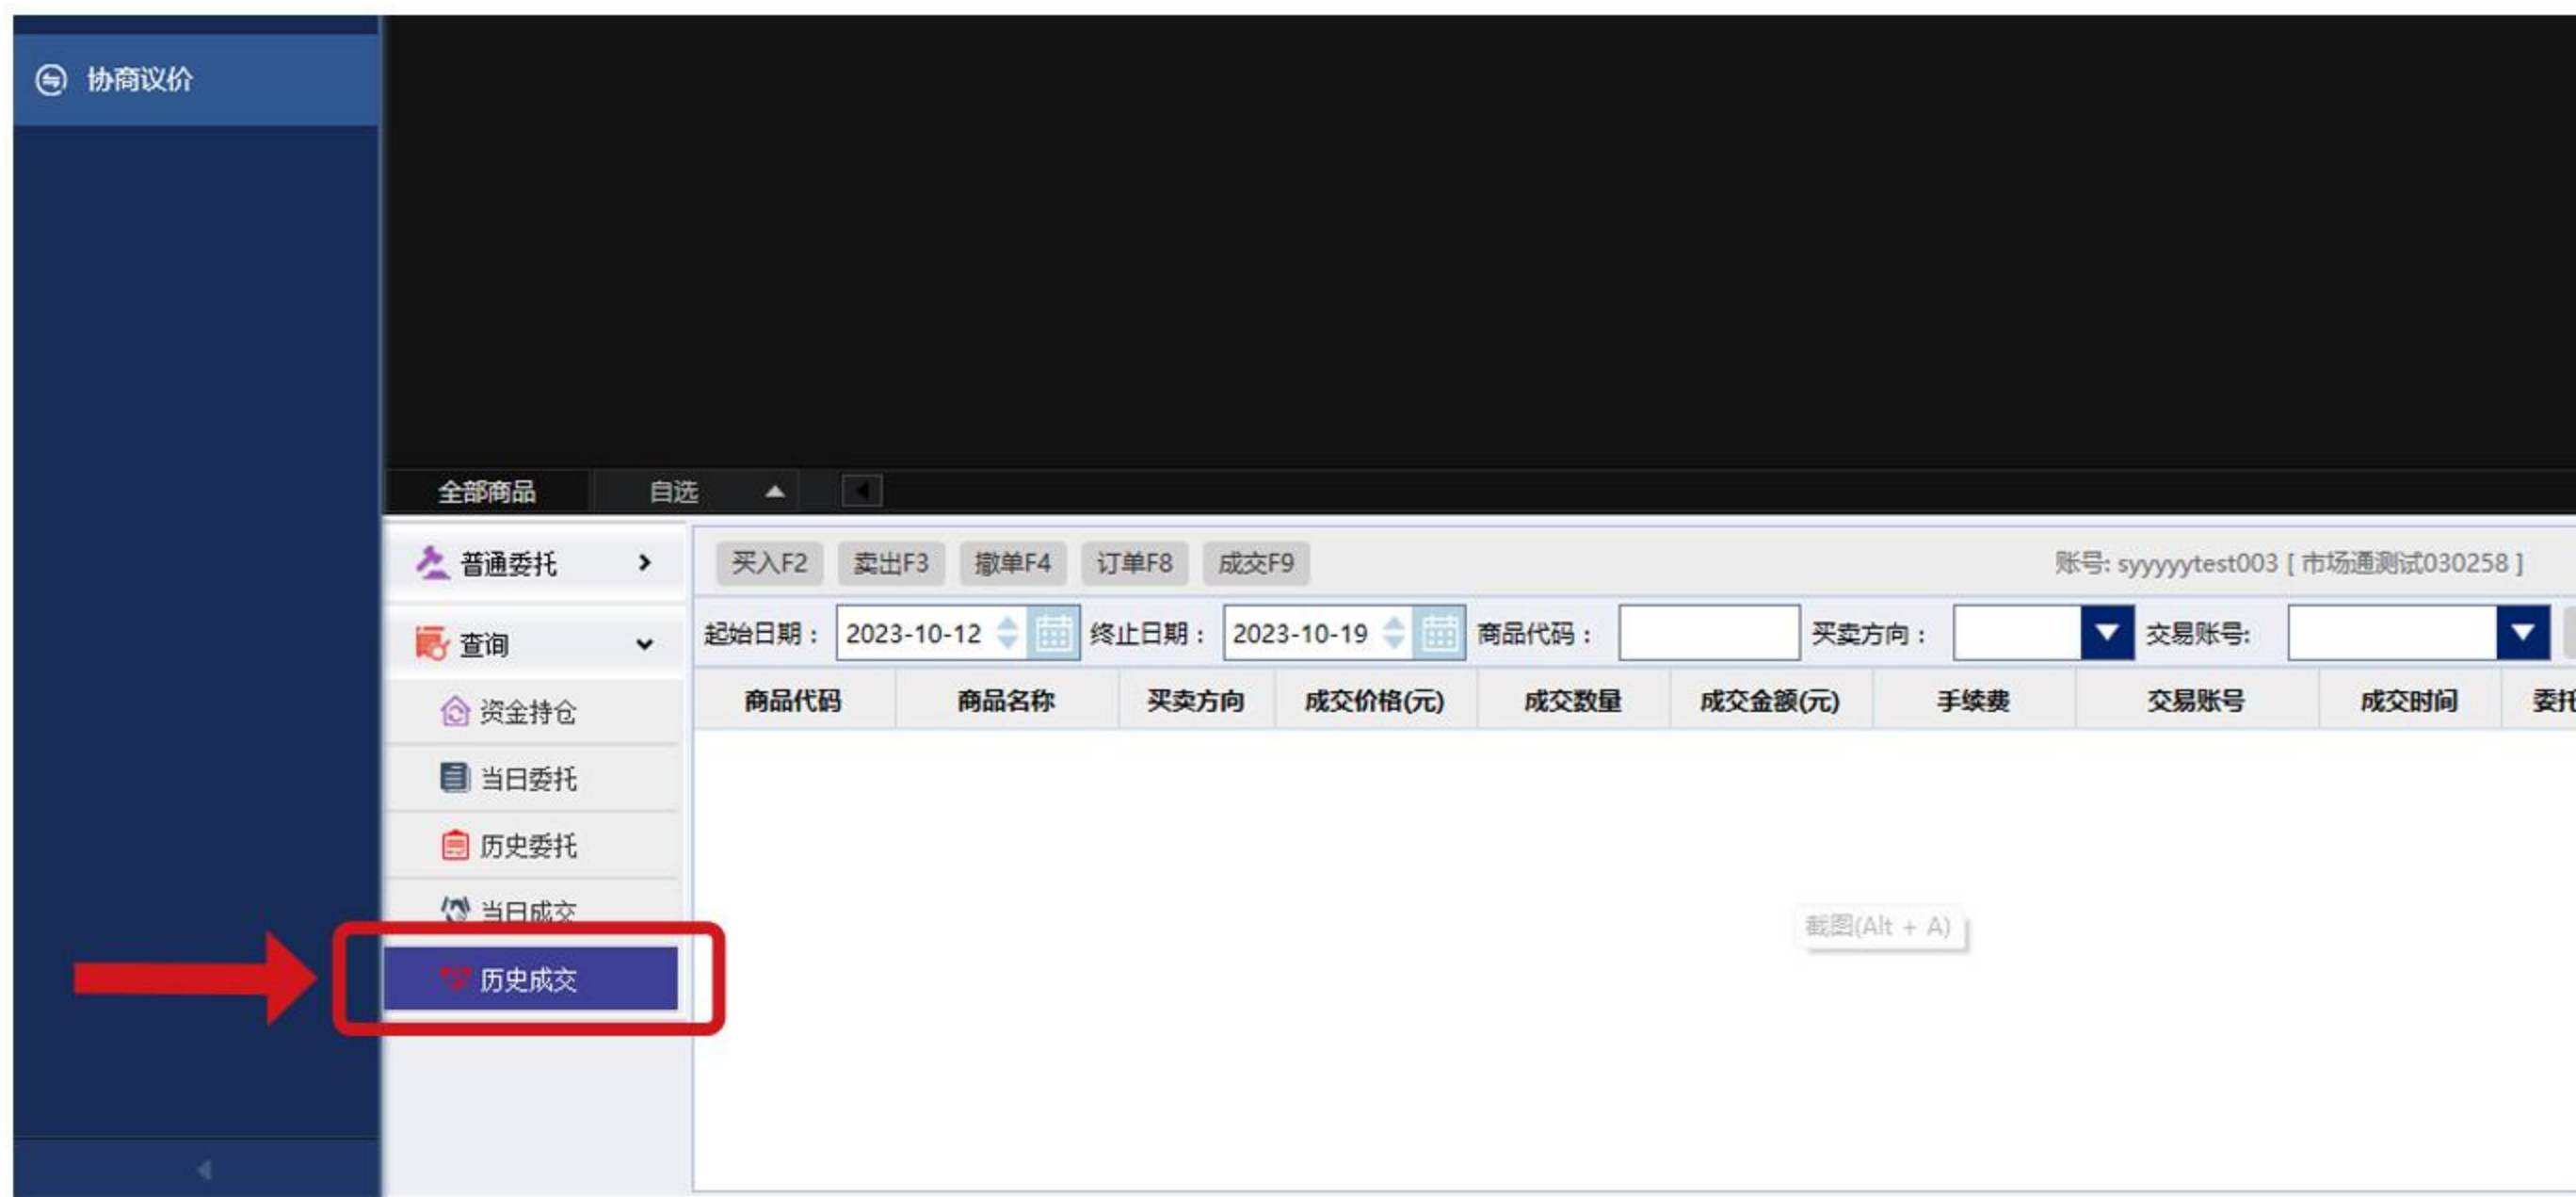 协商议价
全部商品 自选
普通委托 买入F2 卖出F3 撤单F4 订单F8 成交F9 账号: syyyyytest003 [ 市场通测试030258 ]
查询 起始日期： 2023-10-12 终止日期： 2023-10-19 商品代码： 买卖方向： 交易账号:
商品代码 商品名称 买卖方向 成交价格(元) 成交数量 成交金额(元) 手续费 交易账号 成交时间 委托
资金持仓
当日委托
历史委托
当日成交
截图(Alt + A)
历史成交